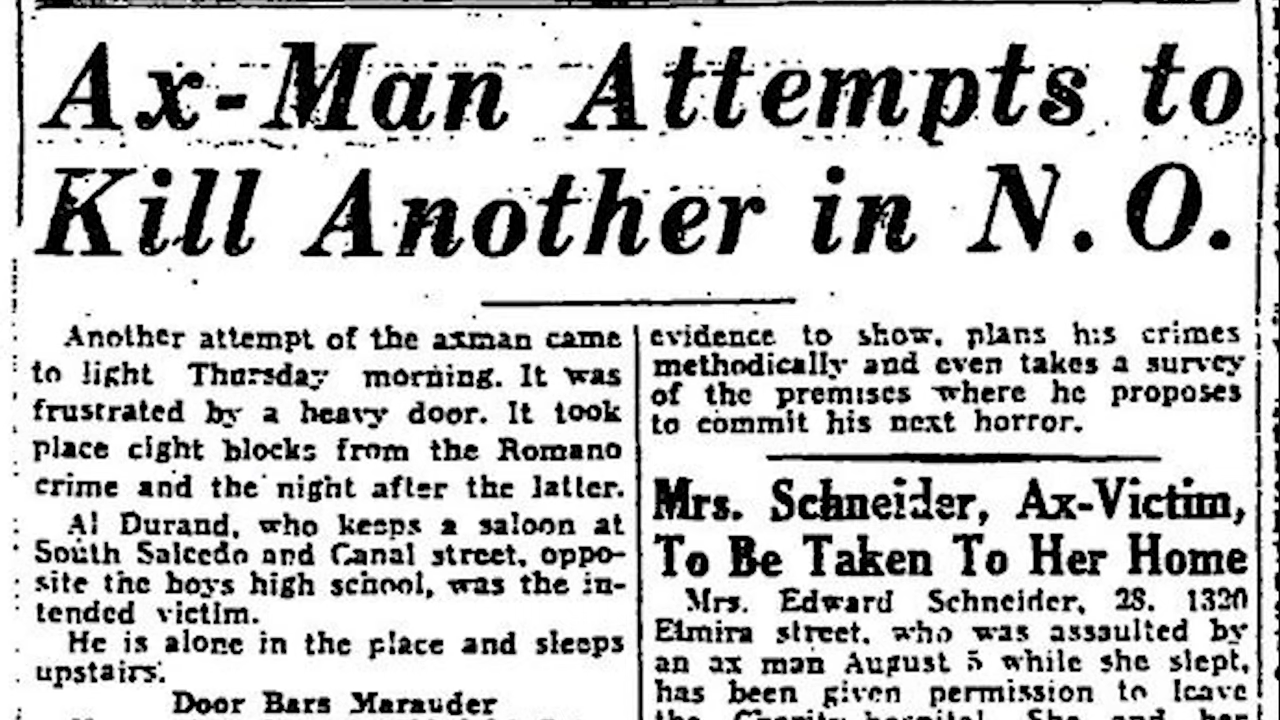 Ax-Man Attempts to
Kill Another in N. O.
Another attempt of the axman came
to light Thursday morning. It was
frustrated by a heavy door. It took
place eight blocks from the Romano
crime and the night after the latter.
Al Durand, who keeps a saloon at
South Salcedo and Canal street, oppo-
site the boys high school, was the in-
tended victim.
He is alone in the place and sleeps
upstairs.
Door Bars Marauder
evidence to show, plans his crimes
methodically and even takes a survey
of the premises where he proposes
to commit his next horror.
Mrs. Schneider, Ax-Victim,
To Be Taken To Her Home
Mrs. Edward Schneider, 28, 1320
Elmira street, who was assaulted by
an ax man August 5 while she slept,
has been given permission to leave
the Charity hospital. She and her